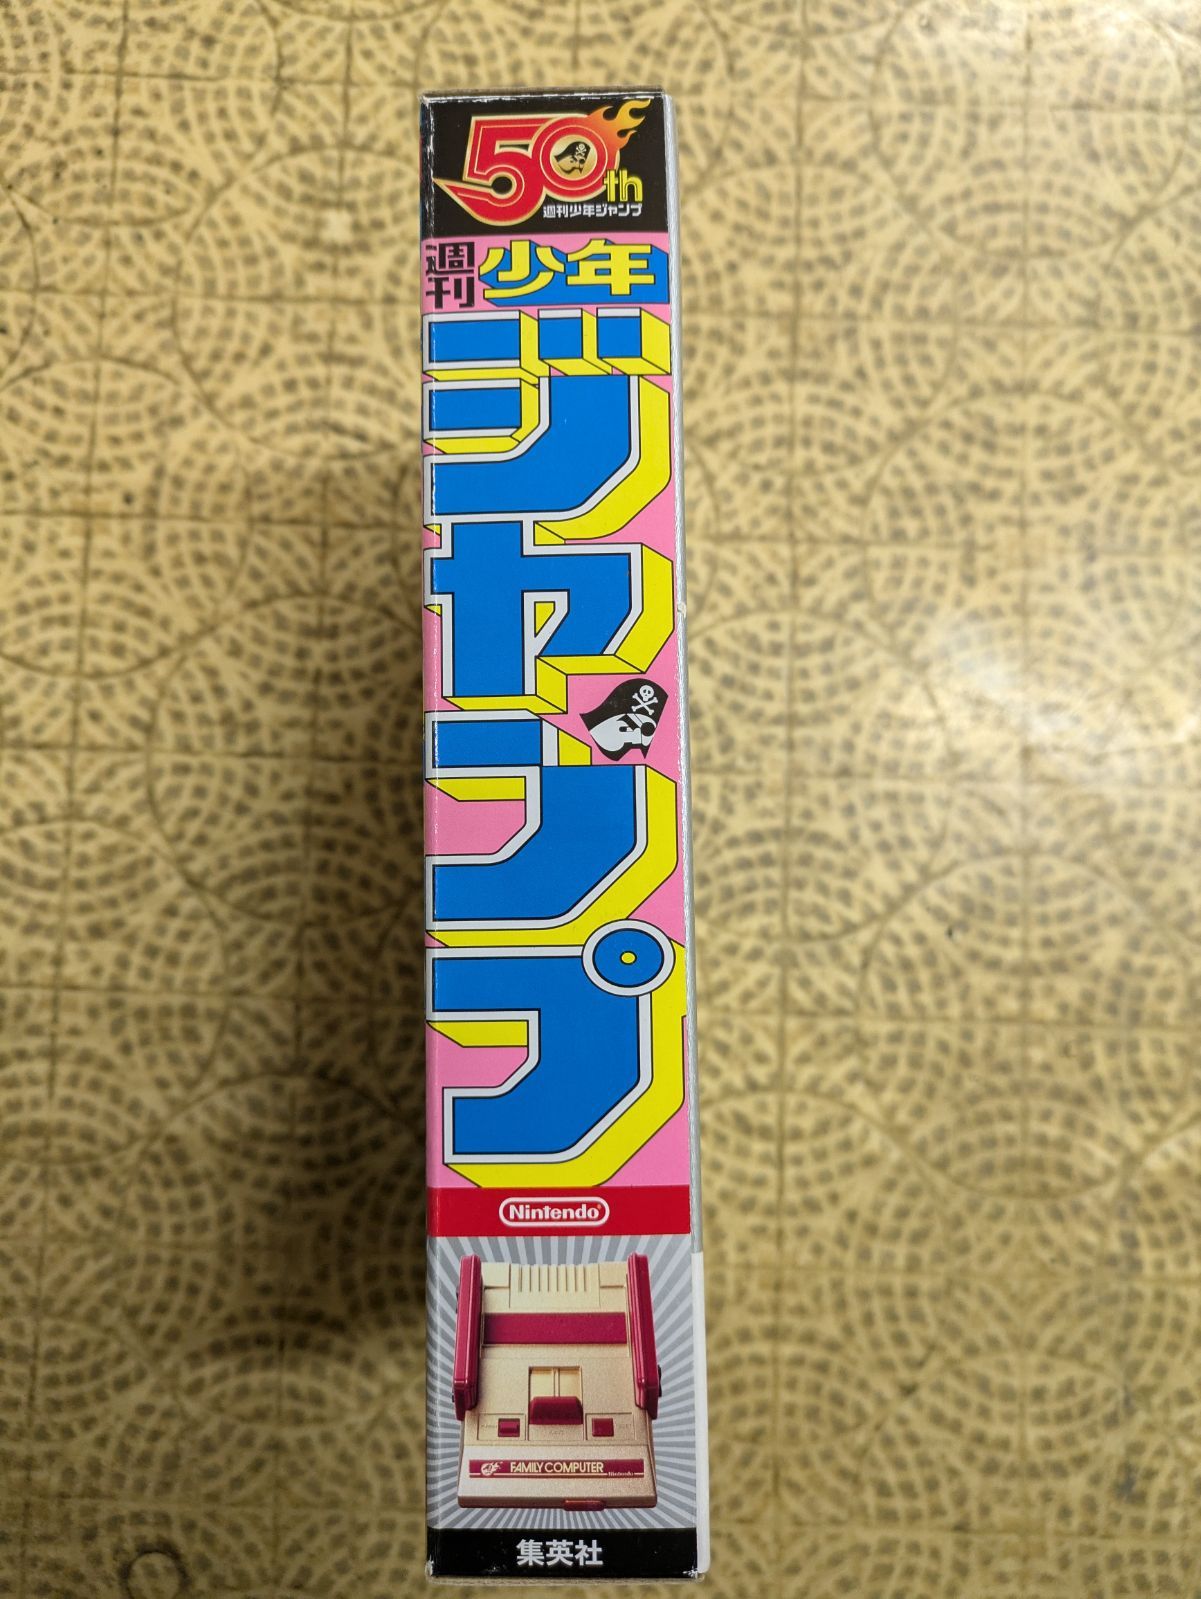 50th
週刊少年ジャンプ
週刊少年
ジャンプ
Nintendo
FAMILY COMPUTER
Nintendo
集英社